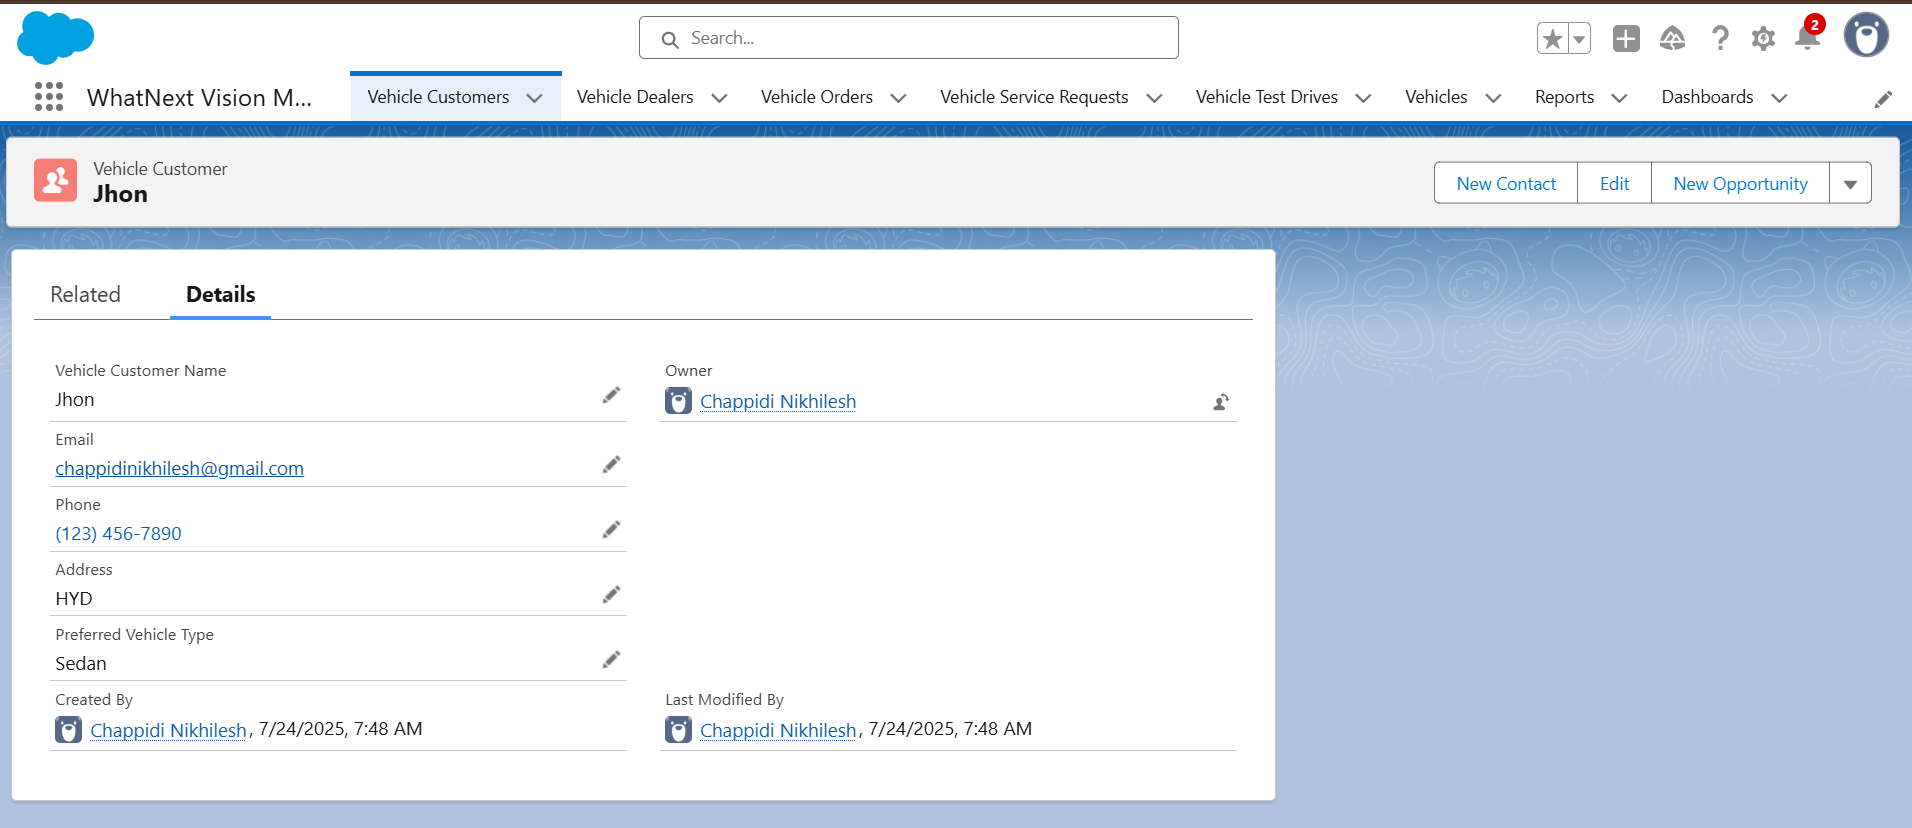 Search...
2
WhatNext Vision M...
Vehicle Customers
Vehicle Dealers
Vehicle Orders
Vehicle Service Requests
Vehicle Test Drives
Vehicles
Reports
Dashboards
Vehicle Customer
Jhon
New Contact
Edit
New Opportunity
Related
Details
Vehicle Customer Name
Jhon
Owner
Chappidi Nikhilesh
Email
chappidinikhilesh@gmail.com
Phone
(123) 456-7890
Address
HYD
Preferred Vehicle Type
Sedan
Created By
Chappidi Nikhilesh, 7/24/2025, 7:48 AM
Last Modified By
Chappidi Nikhilesh, 7/24/2025, 7:48 AM